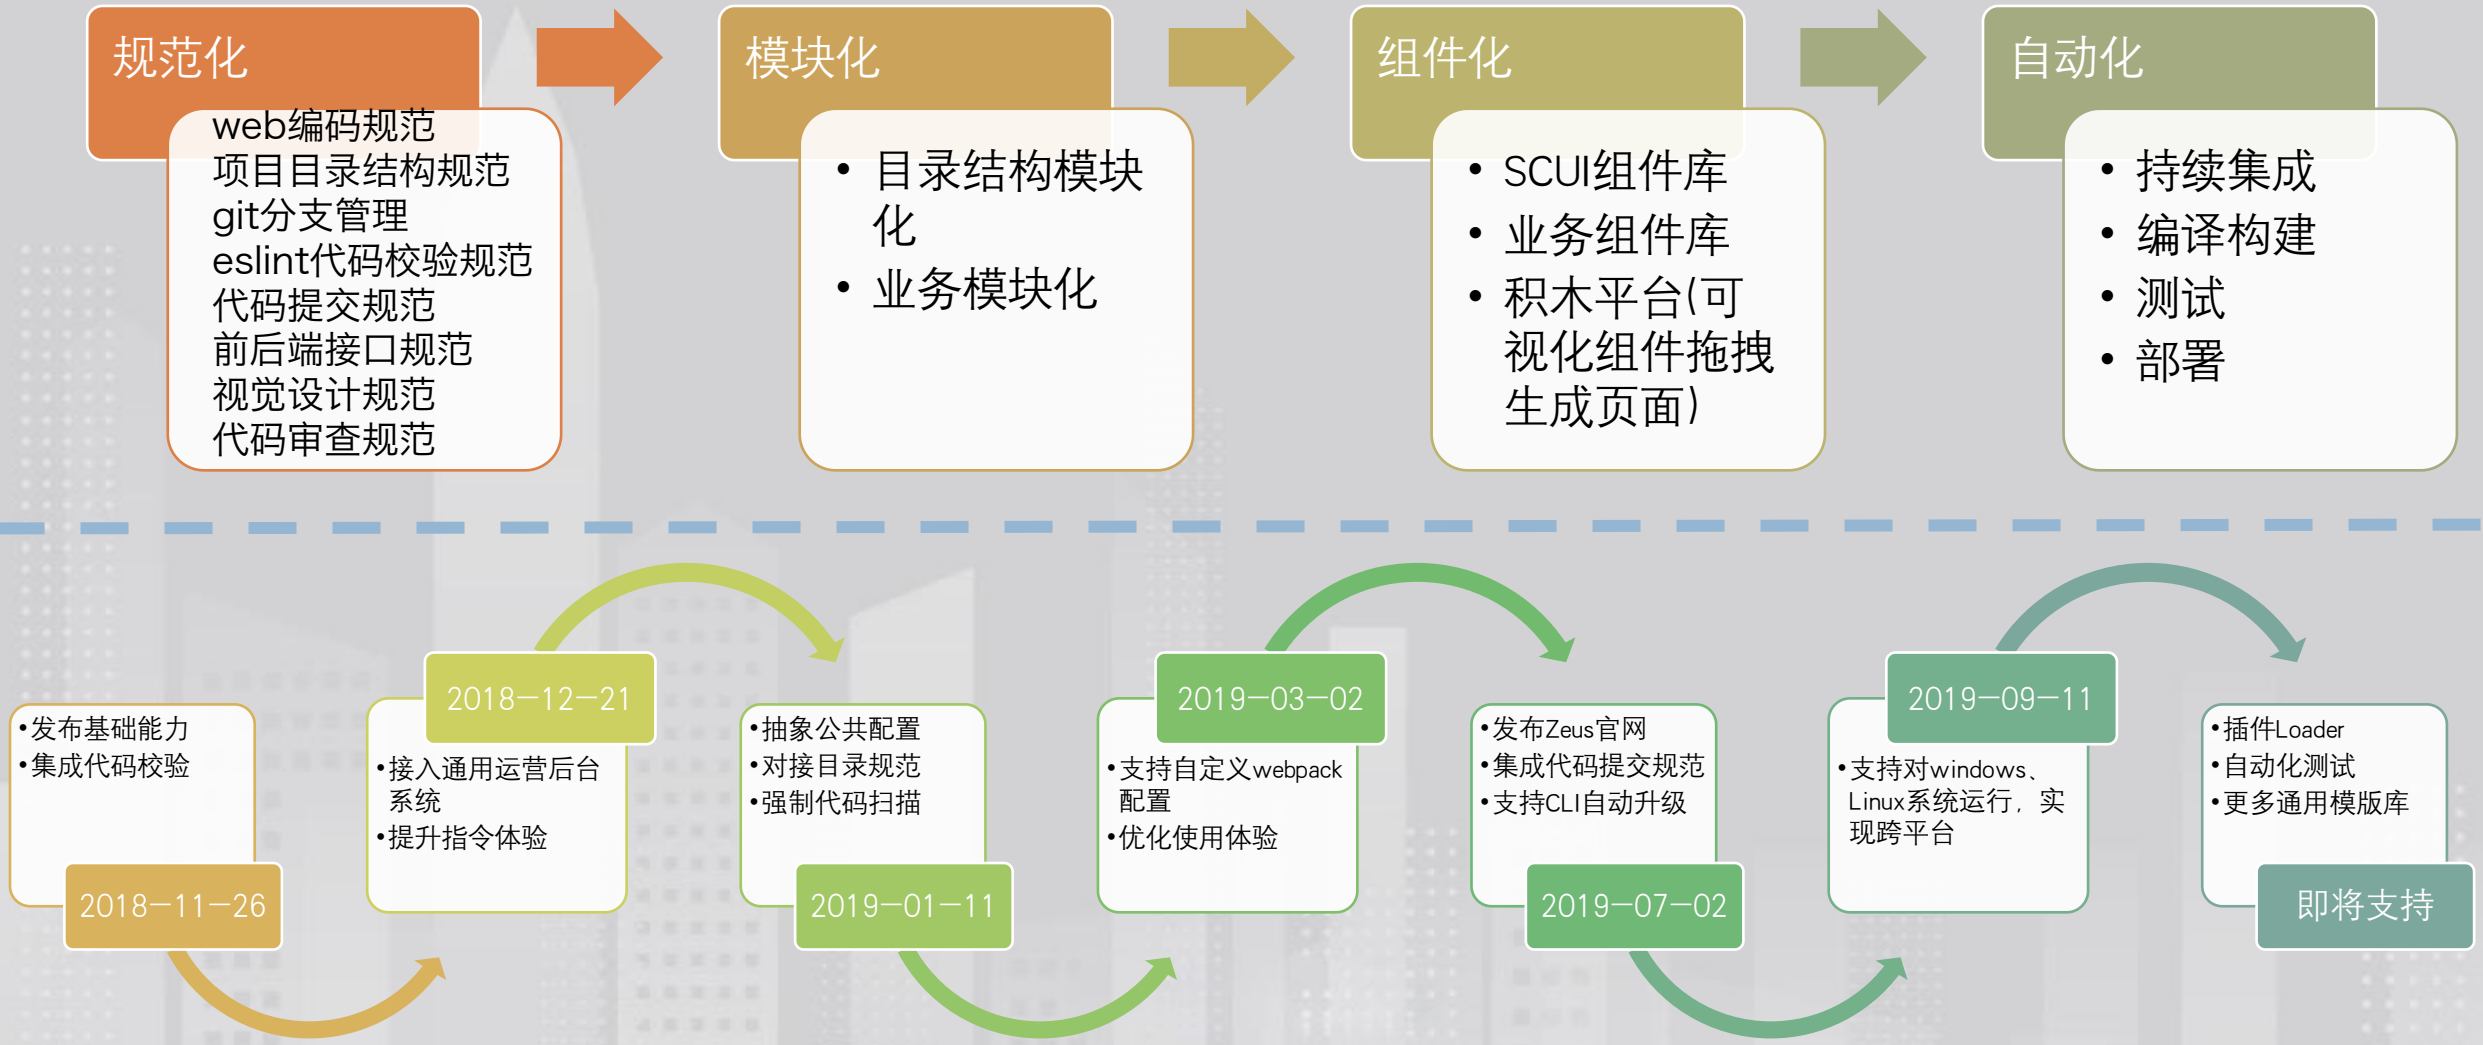 规范化
web编码规范
项目目录结构规范
git分支管理
eslint代码校验规范
代码提交规范
前后端接口规范
视觉设计规范
代码审查规范
模块化
• 目录结构模块
化
• 业务模块化
组件化
• SCUI组件库
• 业务组件库
• 积木平台(可
视化组件拖拽
生成页面)
自动化
• 持续集成
• 编译构建
• 测试
• 部署
•发布基础能力
•集成代码校验
2018-11-26
2018-12-21
•接入通用运营后台
系统
•提升指令体验
•抽象公共配置
•对接目录规范
•强制代码扫描
2019-01-11
2019-03-02
•支持自定义webpack
配置
•优化使用体验
•发布Zeus官网
•集成代码提交规范
•支持CLI自动升级
2019-07-02
2019-09-11
•支持对windows、
Linux系统运行，实
现跨平台
•插件Loader
•自动化测试
•更多通用模版库
即将支持